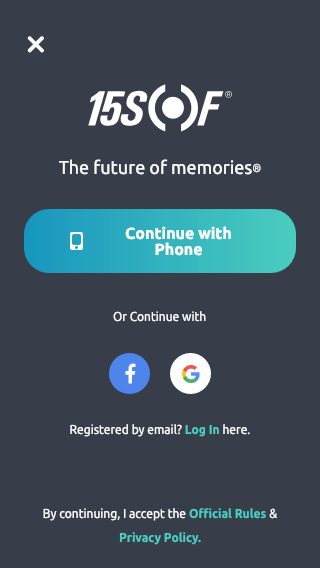 15SOF®
The future of memories®
Continue with
Phone
Or Continue with
Registered by email? Log In here.
By continuing, I accept the Official Rules &
Privacy Policy.